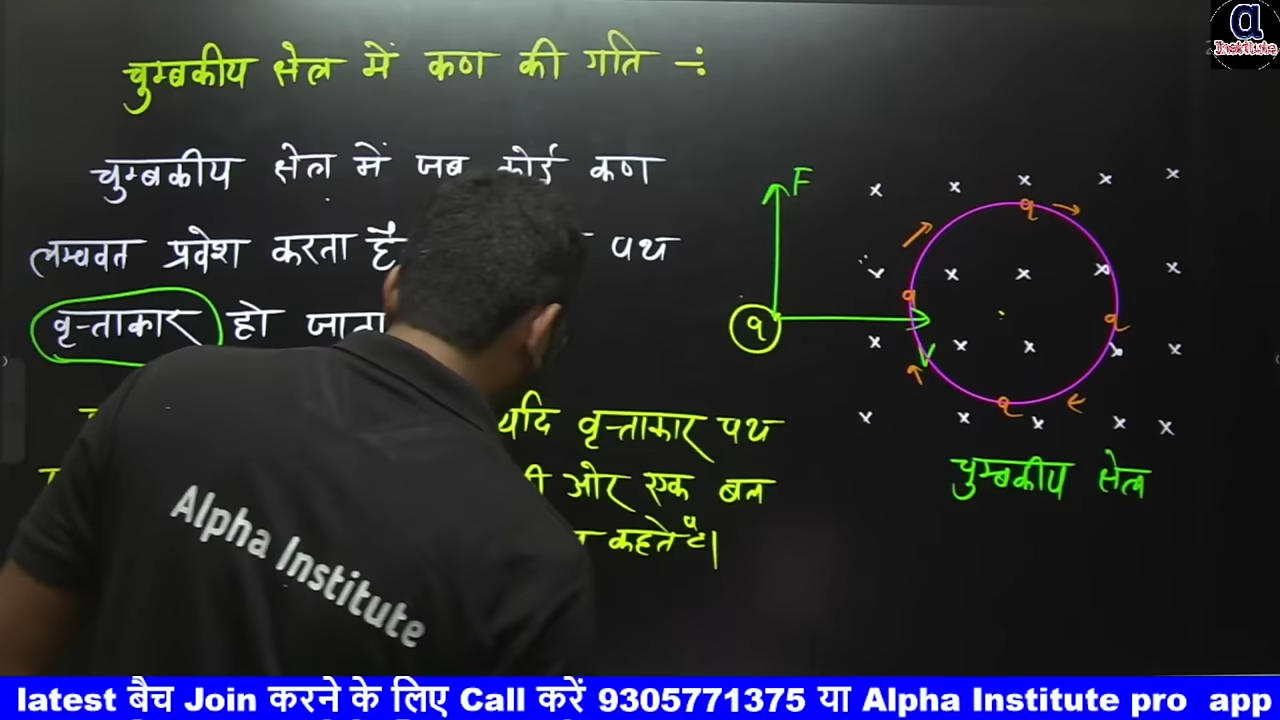 चुम्बकीय क्षेत्र में कण की गति -:
चुम्बकीय क्षेत्र में जब कोई कण
लम्बवत प्रवेश करता है पथ
वृत्ताकार हो जाता
यदि वृत्ताकार पथ
ओर एक बल
कहते है।
F
q
V
q
q
q
q
चुम्बकीय क्षेत्र
Alpha Institute
α
Institute
latest बैच Join करने के लिए Call करें 9305771375 या Alpha Institute pro app